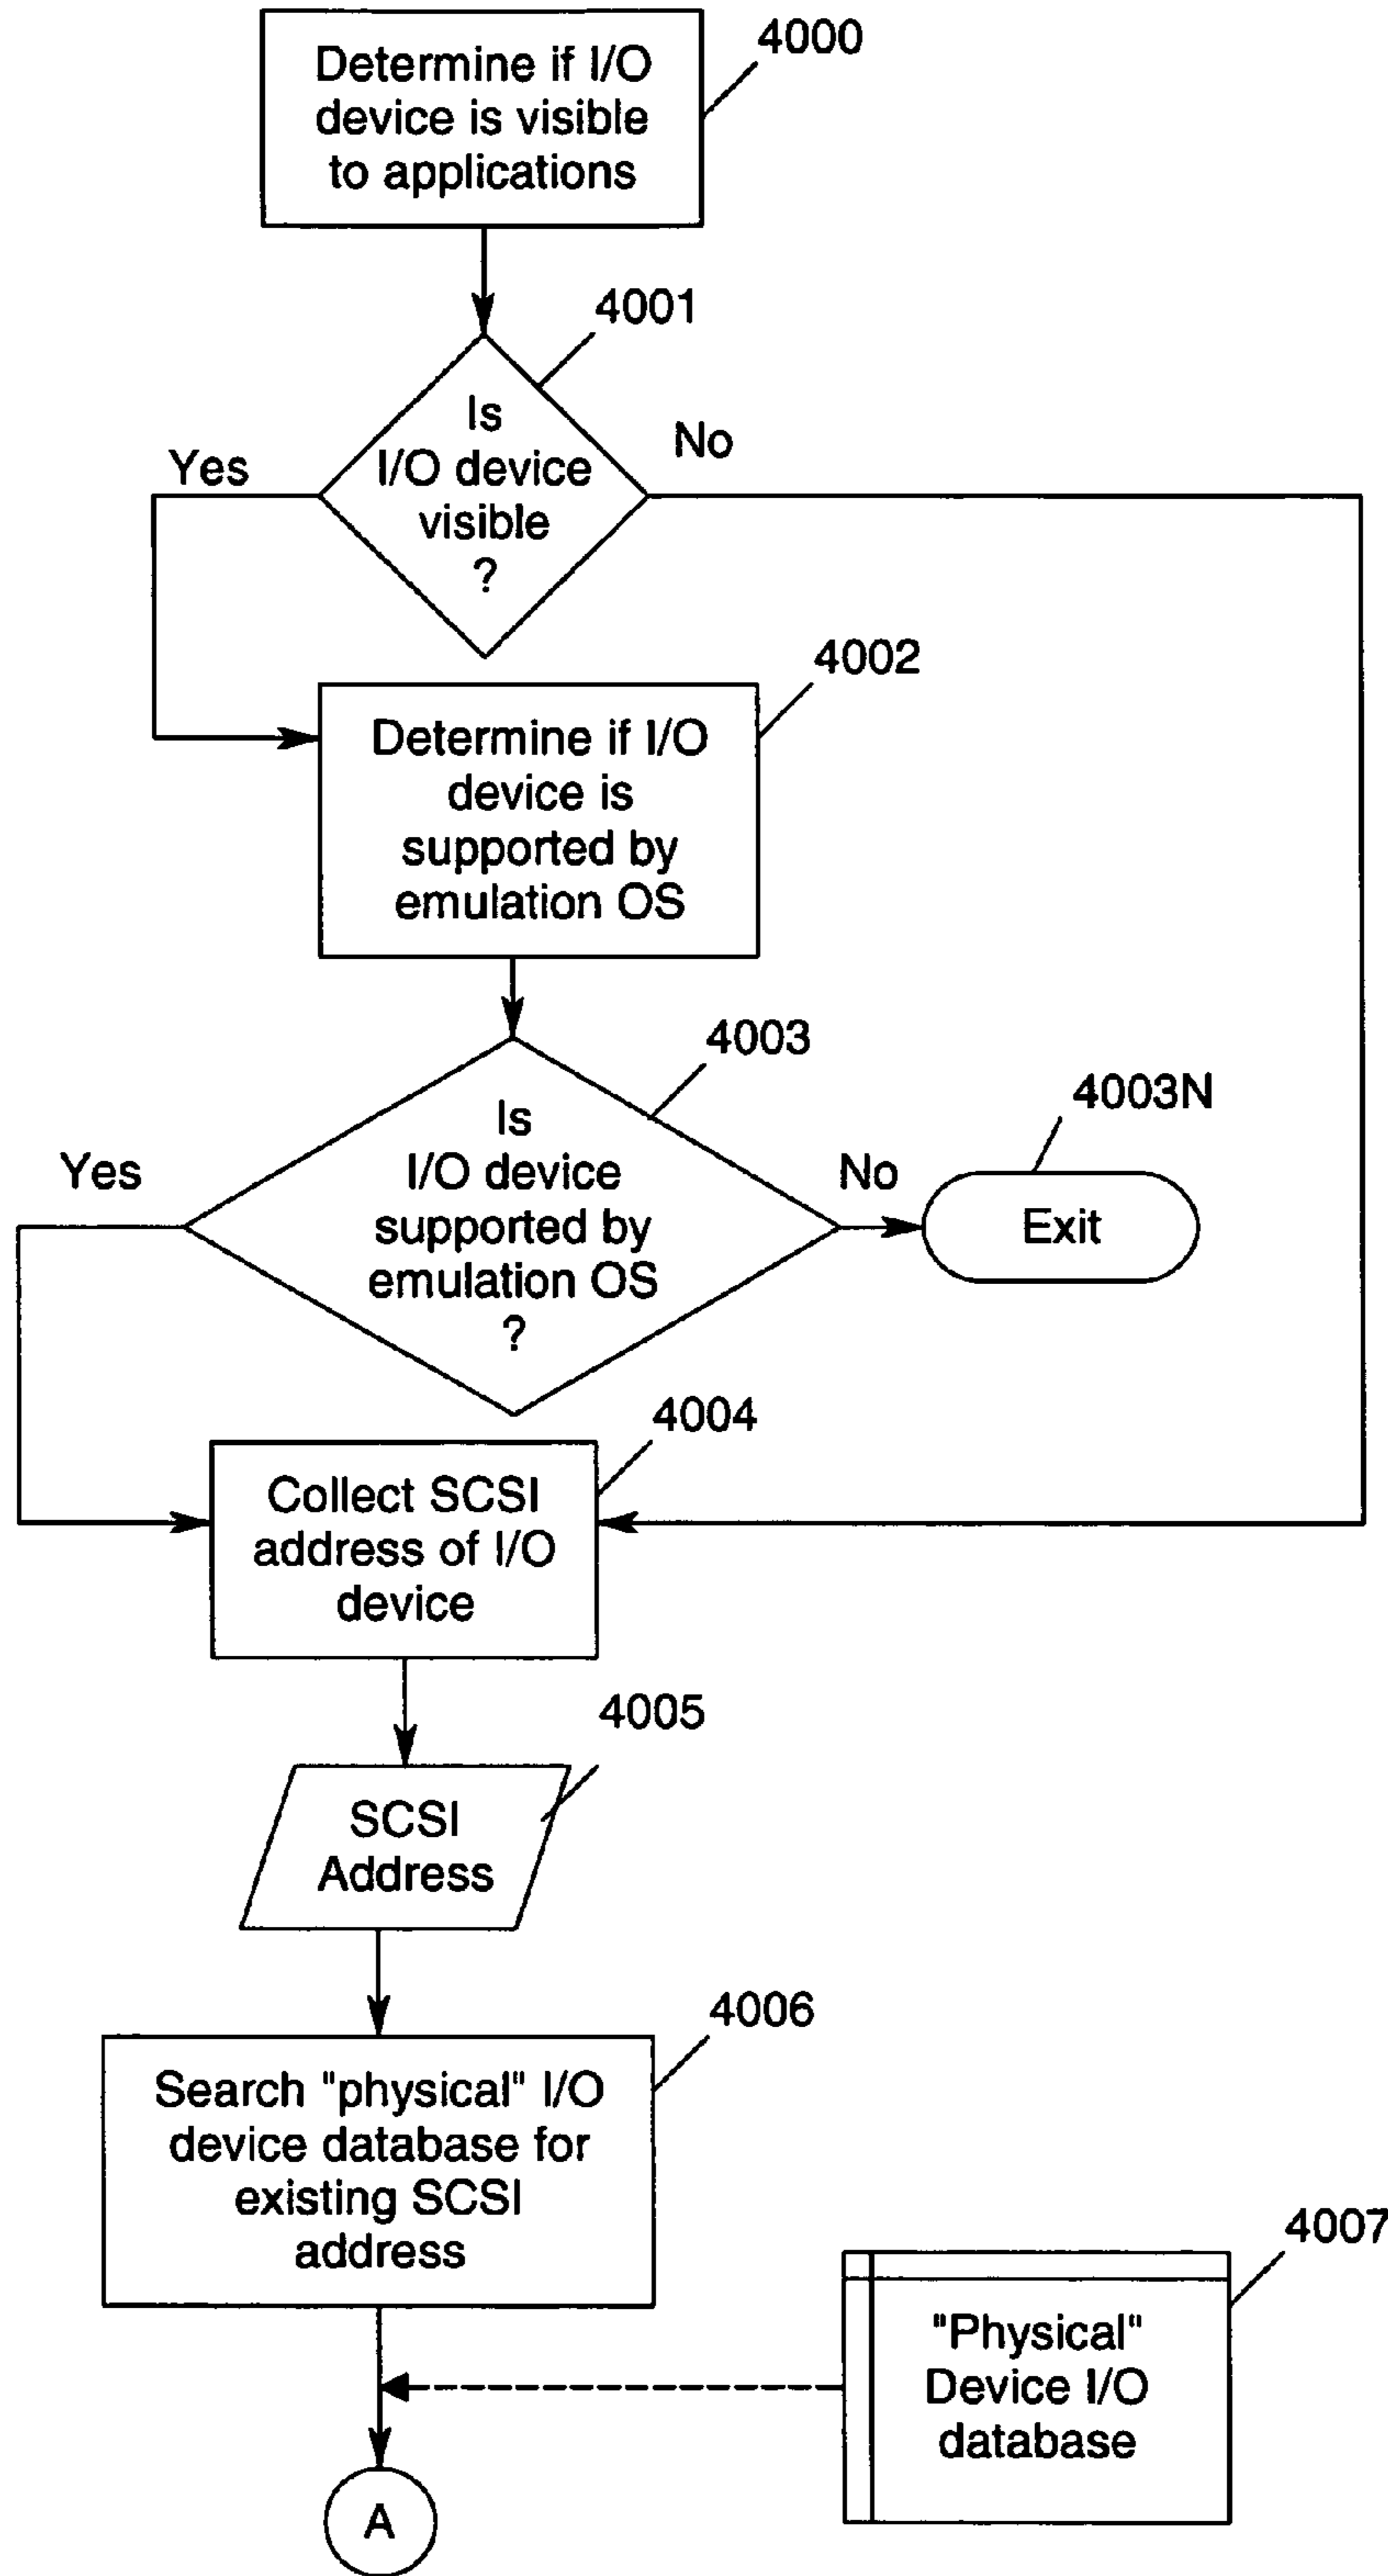 4000
Determine if I/O
device is visible
to applications
4001
Is
I/O device
visible
?
Yes
No
4002
Determine if I/O
device is
supported by
emulation OS
4003
Is
I/O device
supported by
emulation OS
?
Yes
No
4003N
Exit
4004
Collect SCSI
address of I/O
device
4005
SCSI
Address
4006
Search "physical" I/O
device database for
existing SCSI
address
4007
"Physical"
Device I/O
database
A